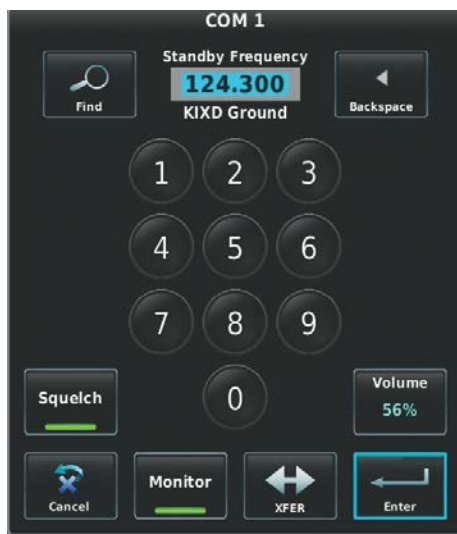 COM 1
Standby Frequency
Find
124.300
Backspace
KIXD Ground
1 2 3
4 5 6
7 8 9
0
Squelch
Volume
56%
Monitor
Cancel
XFER
Enter